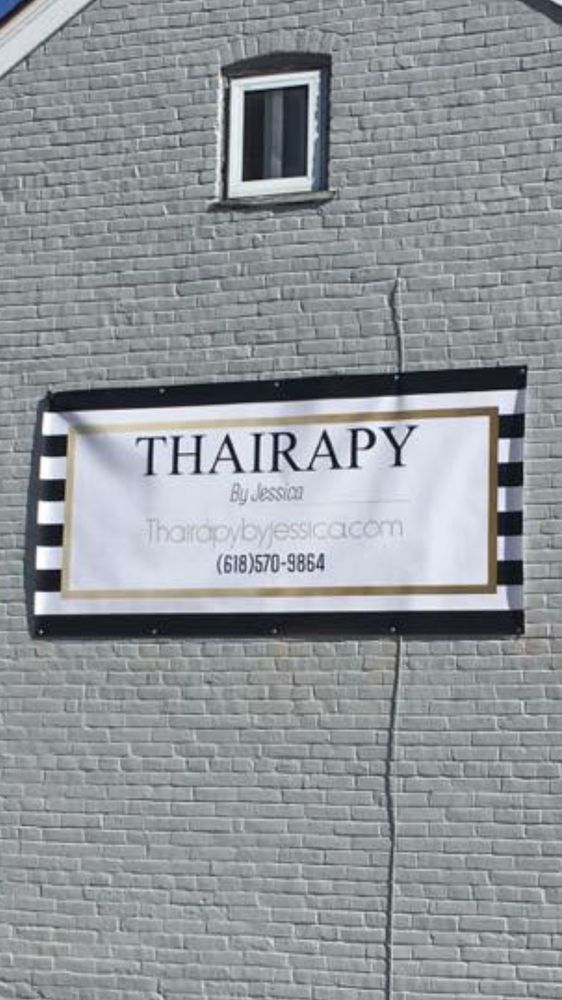 THAIRAPY
By Jessica
Thairapybyjessica.com
(618)570-9864